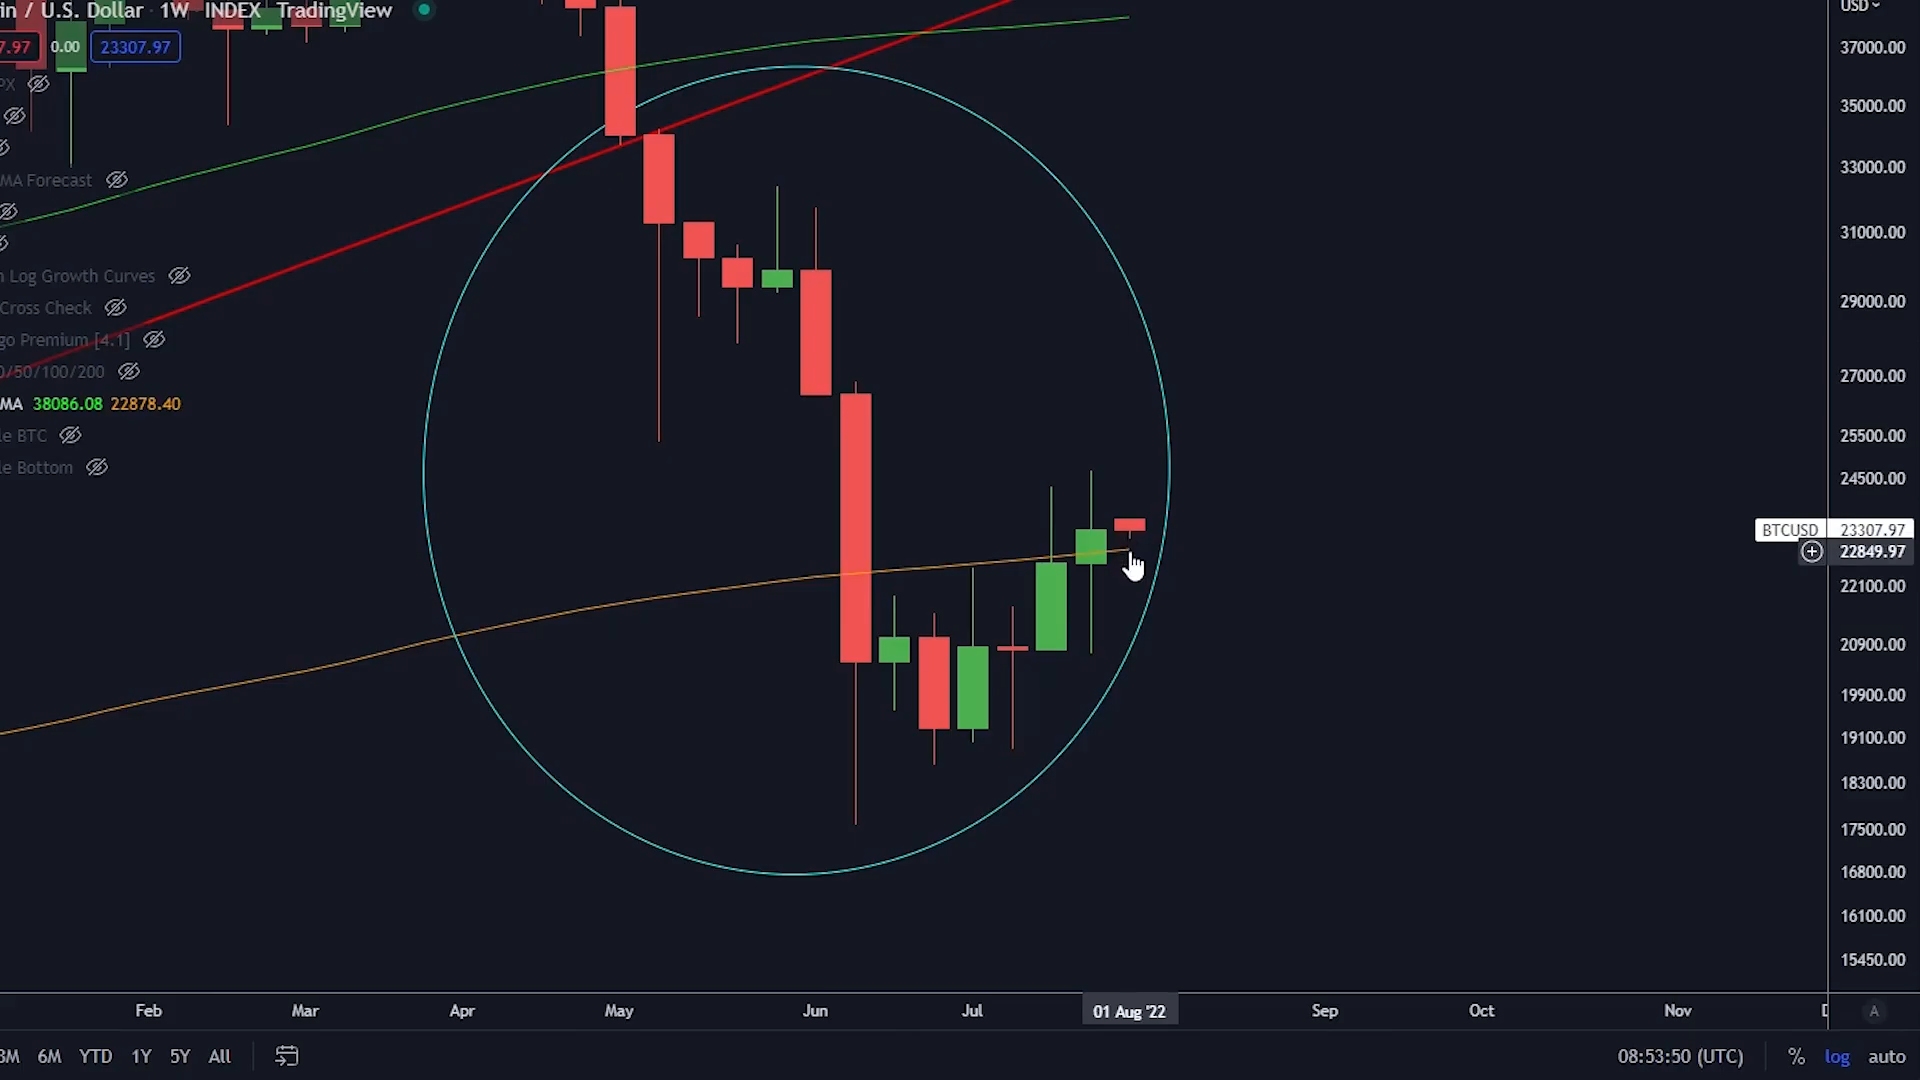 in / U.S. Dollar 1W INDEX TradingView
7.97 0.00 23307.97
PX
MA Forecast
n Log Growth Curves
Cross Check
go Premium [4.1]
0/50/100/200
MA 38086.08 22878.40
le BTC
le Bottom
USD
37000.00
35000.00
33000.00
31000.00
29000.00
27000.00
25500.00
24500.00
BTCUSD 23307.97
22849.97
22100.00
20900.00
19900.00
19100.00
18300.00
17500.00
16800.00
16100.00
15450.00
Feb Mar Apr May Jun Jul 01 Aug '22 Sep Oct Nov A
3M 6M YTD 1Y 5Y All 08:53:50 (UTC) % log auto